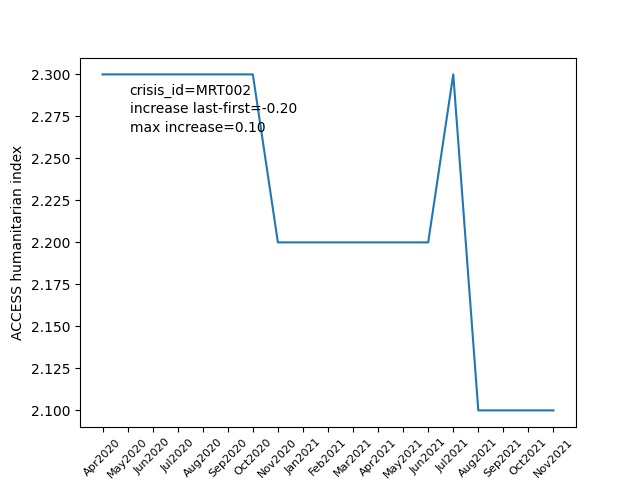 2.300
2.275
2.250
2.225
2.200
2.175
2.150
2.125
2.100
ACCESS humanitarian index
crisis_id=MRT002
increase last-first=-0.20
max increase=0.10
Apr2020
May2020
Jun2020
Jul2020
Aug2020
Sep2020
Oct2020
Nov2020
Jan2021
Feb2021
Mar2021
Apr2021
May2021
Jun2021
Jul2021
Aug2021
Sep2021
Oct2021
Nov2021